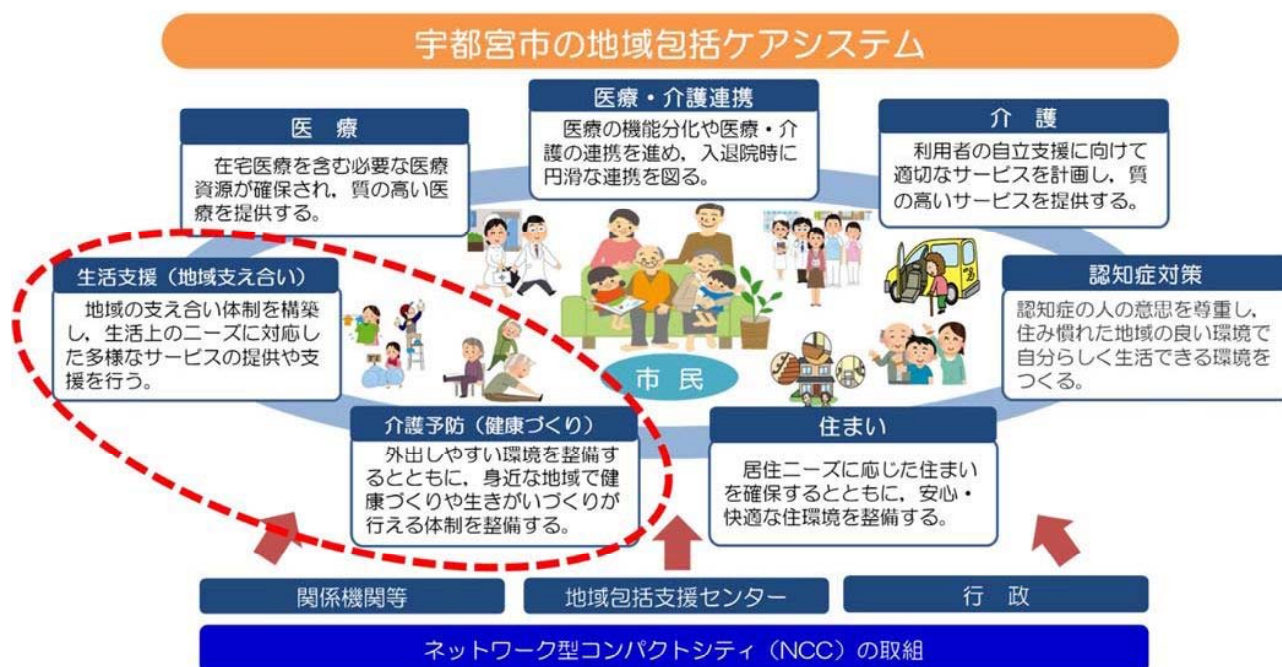 宇都宮市の地域包括ケアシステム
医療・介護連携
医療の機能分化や医療・介
護の連携を進め，入退院時に
円滑な連携を図る。
医　療
在宅医療を含む必要な医療
資源が確保され，質の高い医
療を提供する。
介　護
利用者の自立支援に向けて
適切なサービスを計画し，質
の高いサービスを提供する。
生活支援（地域支え合い）
地域の支え合い体制を構築
し，生活上のニーズに対応し
た多様なサービスの提供や支
援を行う。
認知症対策
認知症の人の意思を尊重し，
住み慣れた地域の良い環境で
自分らしく生活できる環境を
つくる。
市 民
介護予防（健康づくり）
外出しやすい環境を整備す
るとともに，身近な地域で健
康づくりや生きがいづくりが
行える体制を整備する。
住まい
居住ニーズに応じた住まい
を確保するとともに，安心・
快適な住環境を整備する。
関係機関等
地域包括支援センター
行　政
ネットワーク型コンパクトシティ（NCC）の取組